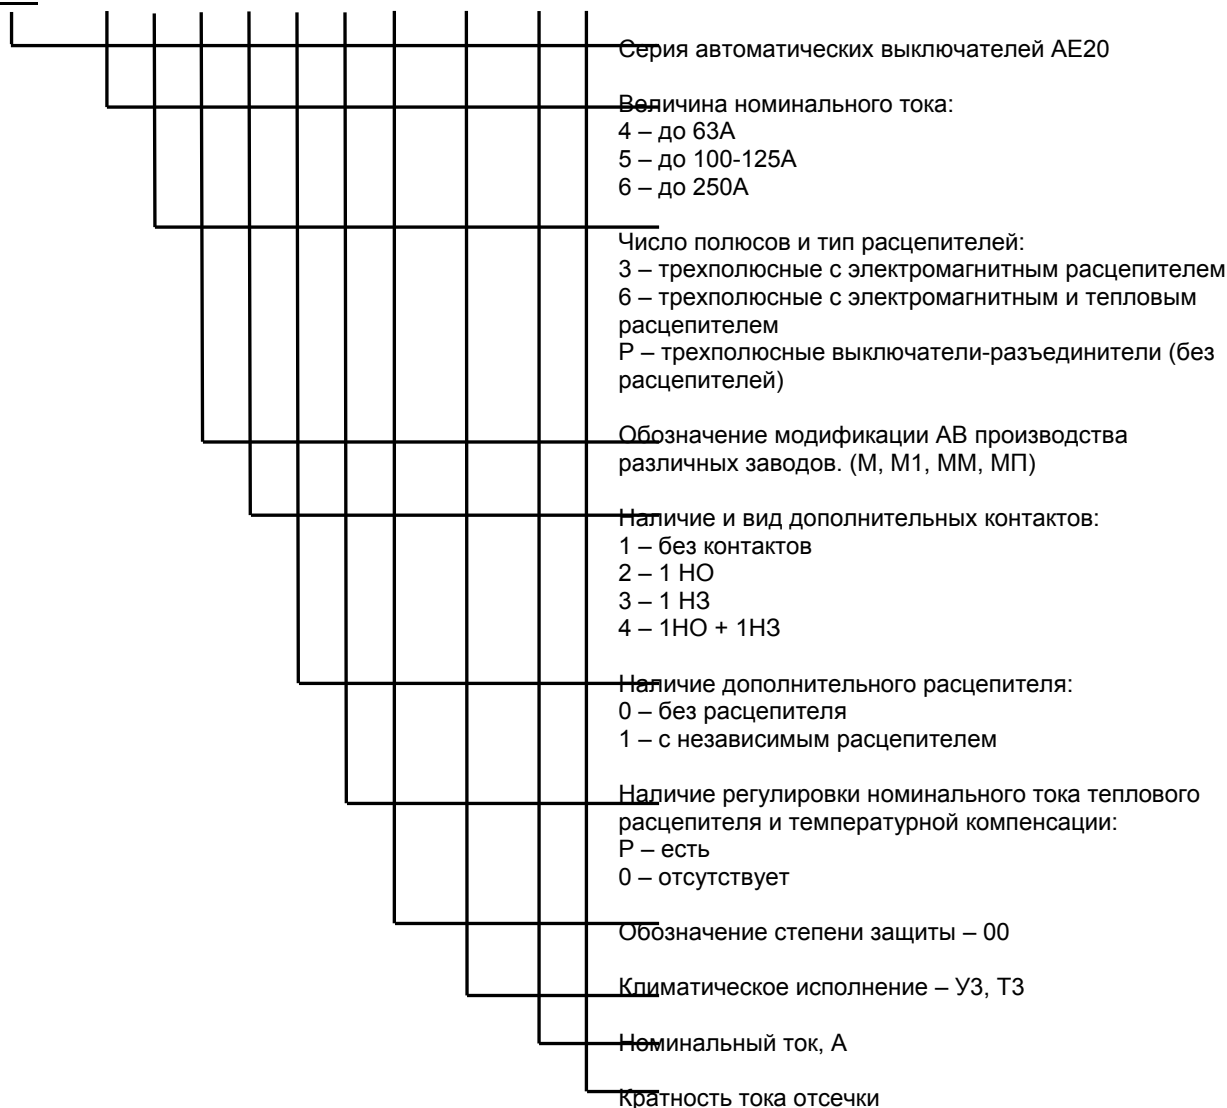 Серия автоматических выключателей АЕ20
Величина номинального тока:
4 – до 63А
5 – до 100-125А
6 – до 250А
Число полюсов и тип расцепителей:
3 – трехполюсные с электромагнитным расцепителем
6 – трехполюсные с электромагнитным и тепловым
расцепителем
Р – трехполюсные выключатели-разъединители (без
расцепителей)
Обозначение модификации АВ производства
различных заводов. (М, М1, ММ, МП)
Наличие и вид дополнительных контактов:
1 – без контактов
2 – 1 НО
3 – 1 НЗ
4 – 1НО + 1НЗ
Наличие дополнительного расцепителя:
0 – без расцепителя
1 – с независимым расцепителем
Наличие регулировки номинального тока теплового
расцепителя и температурной компенсации:
Р – есть
0 – отсутствует
Обозначение степени защиты – 00
Климатическое исполнение – У3, Т3
Номинальный ток, А
Кратность тока отсечки